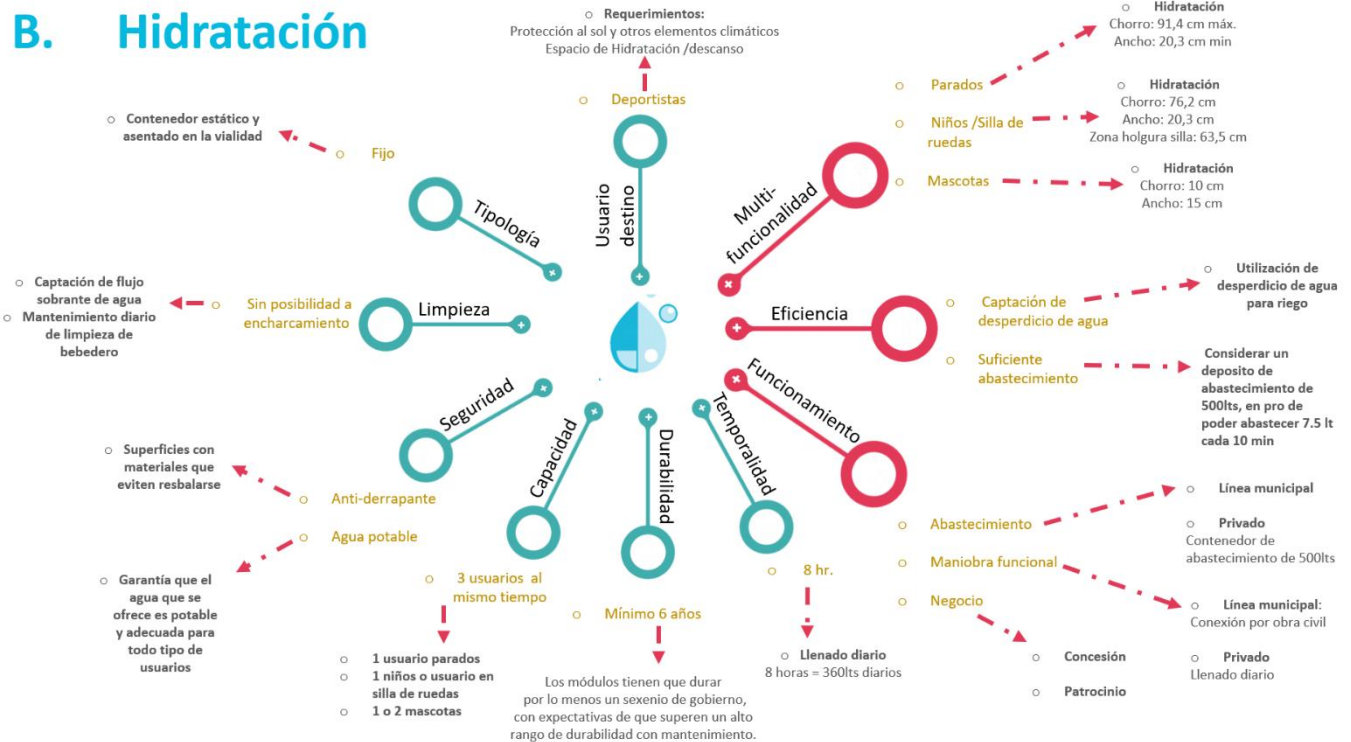 B. Hidratación
○ Requerimientos:
Protección al sol y otros elementos climáticos
Espacio de Hidratación /descanso
○ Deportistas
Usuario
destino
○ Hidratación
Chorro: 91,4 cm máx.
Ancho: 20,3 cm min
○ Parados
○ Hidratación
Chorro: 76,2 cm
Ancho: 20,3 cm
Zona holgura silla: 63,5 cm
○ Niños /Silla de
ruedas
○ Hidratación
Chorro: 10 cm
Ancho: 15 cm
○ Mascotas
Multi-
funcionalidad
○ Contenedor estático y
asentado en la vialidad
○ Fijo
Tipología
○ Captación de flujo
sobrante de agua
○ Mantenimiento diario
de limpieza de
bebedero
○ Sin posibilidad a
encharcamiento
Limpieza
Eficiencia
○ Captación de
desperdicio de agua
○ Utilización de
desperdicio de agua
para riego
○ Suficiente
abastecimiento
Considerar un
deposito de
abastecimiento de
500lts, en pro de
poder abastecer 7.5 lt
cada 10 min
Seguridad
○ Superficies con
materiales que
eviten resbalarse
○ Anti-derrapante
○ Agua potable
○ Garantía que el
agua que se
ofrece es potable
y adecuada para
todo tipo de
usuarios
Capacidad
○ 3 usuarios al
mismo tiempo
○ 1 usuario parados
○ 1 niños o usuario en
silla de ruedas
○ 1 o 2 mascotas
Durabilidad
○ Mínimo 6 años
Los módulos tienen que durar
por lo menos un sexenio de gobierno,
con expectativas de que superen un alto
rango de durabilidad con mantenimiento.
Temporalidad
○ 8 hr.
○ Llenado diario
8 horas = 360lts diarios
Funcionamiento
○ Abastecimiento
○ Maniobra funcional
○ Negocio
○ Línea municipal
○ Privado
Contenedor de
abastecimiento de 500lts
○ Línea municipal:
Conexión por obra civil
○ Privado
Llenado diario
○ Concesión
○ Patrocinio